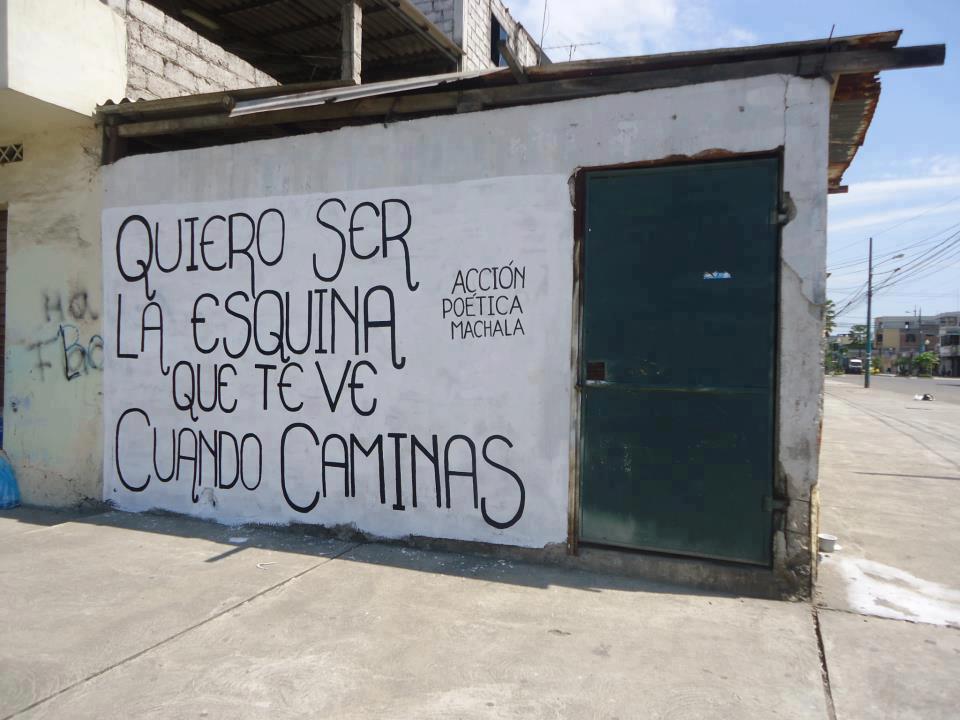 QUIERO SER
LA ESQUINA
QUE TE VE
CUANDO CAMINAS
ACCIÓN
POÉTICA
MACHALA